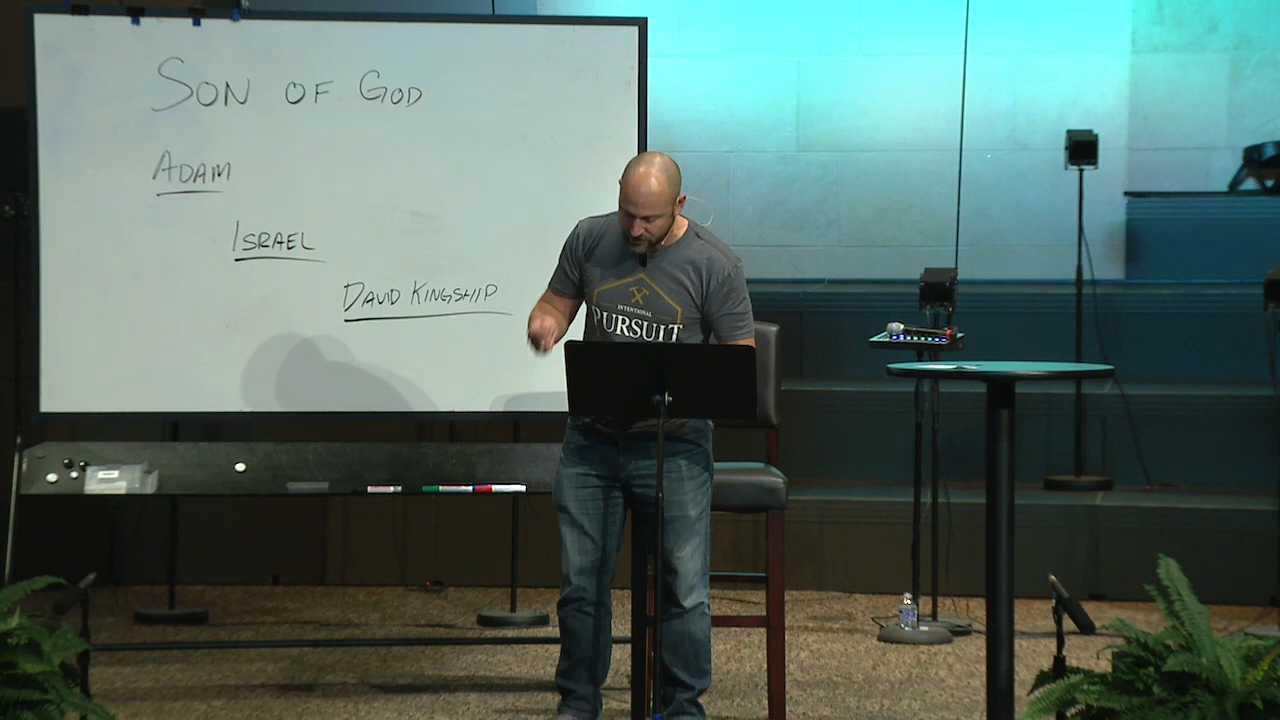 SON OF GOD
ADAM
ISRAEL
DAVID KINGSHIP
INTENTIONAL
PURSUIT